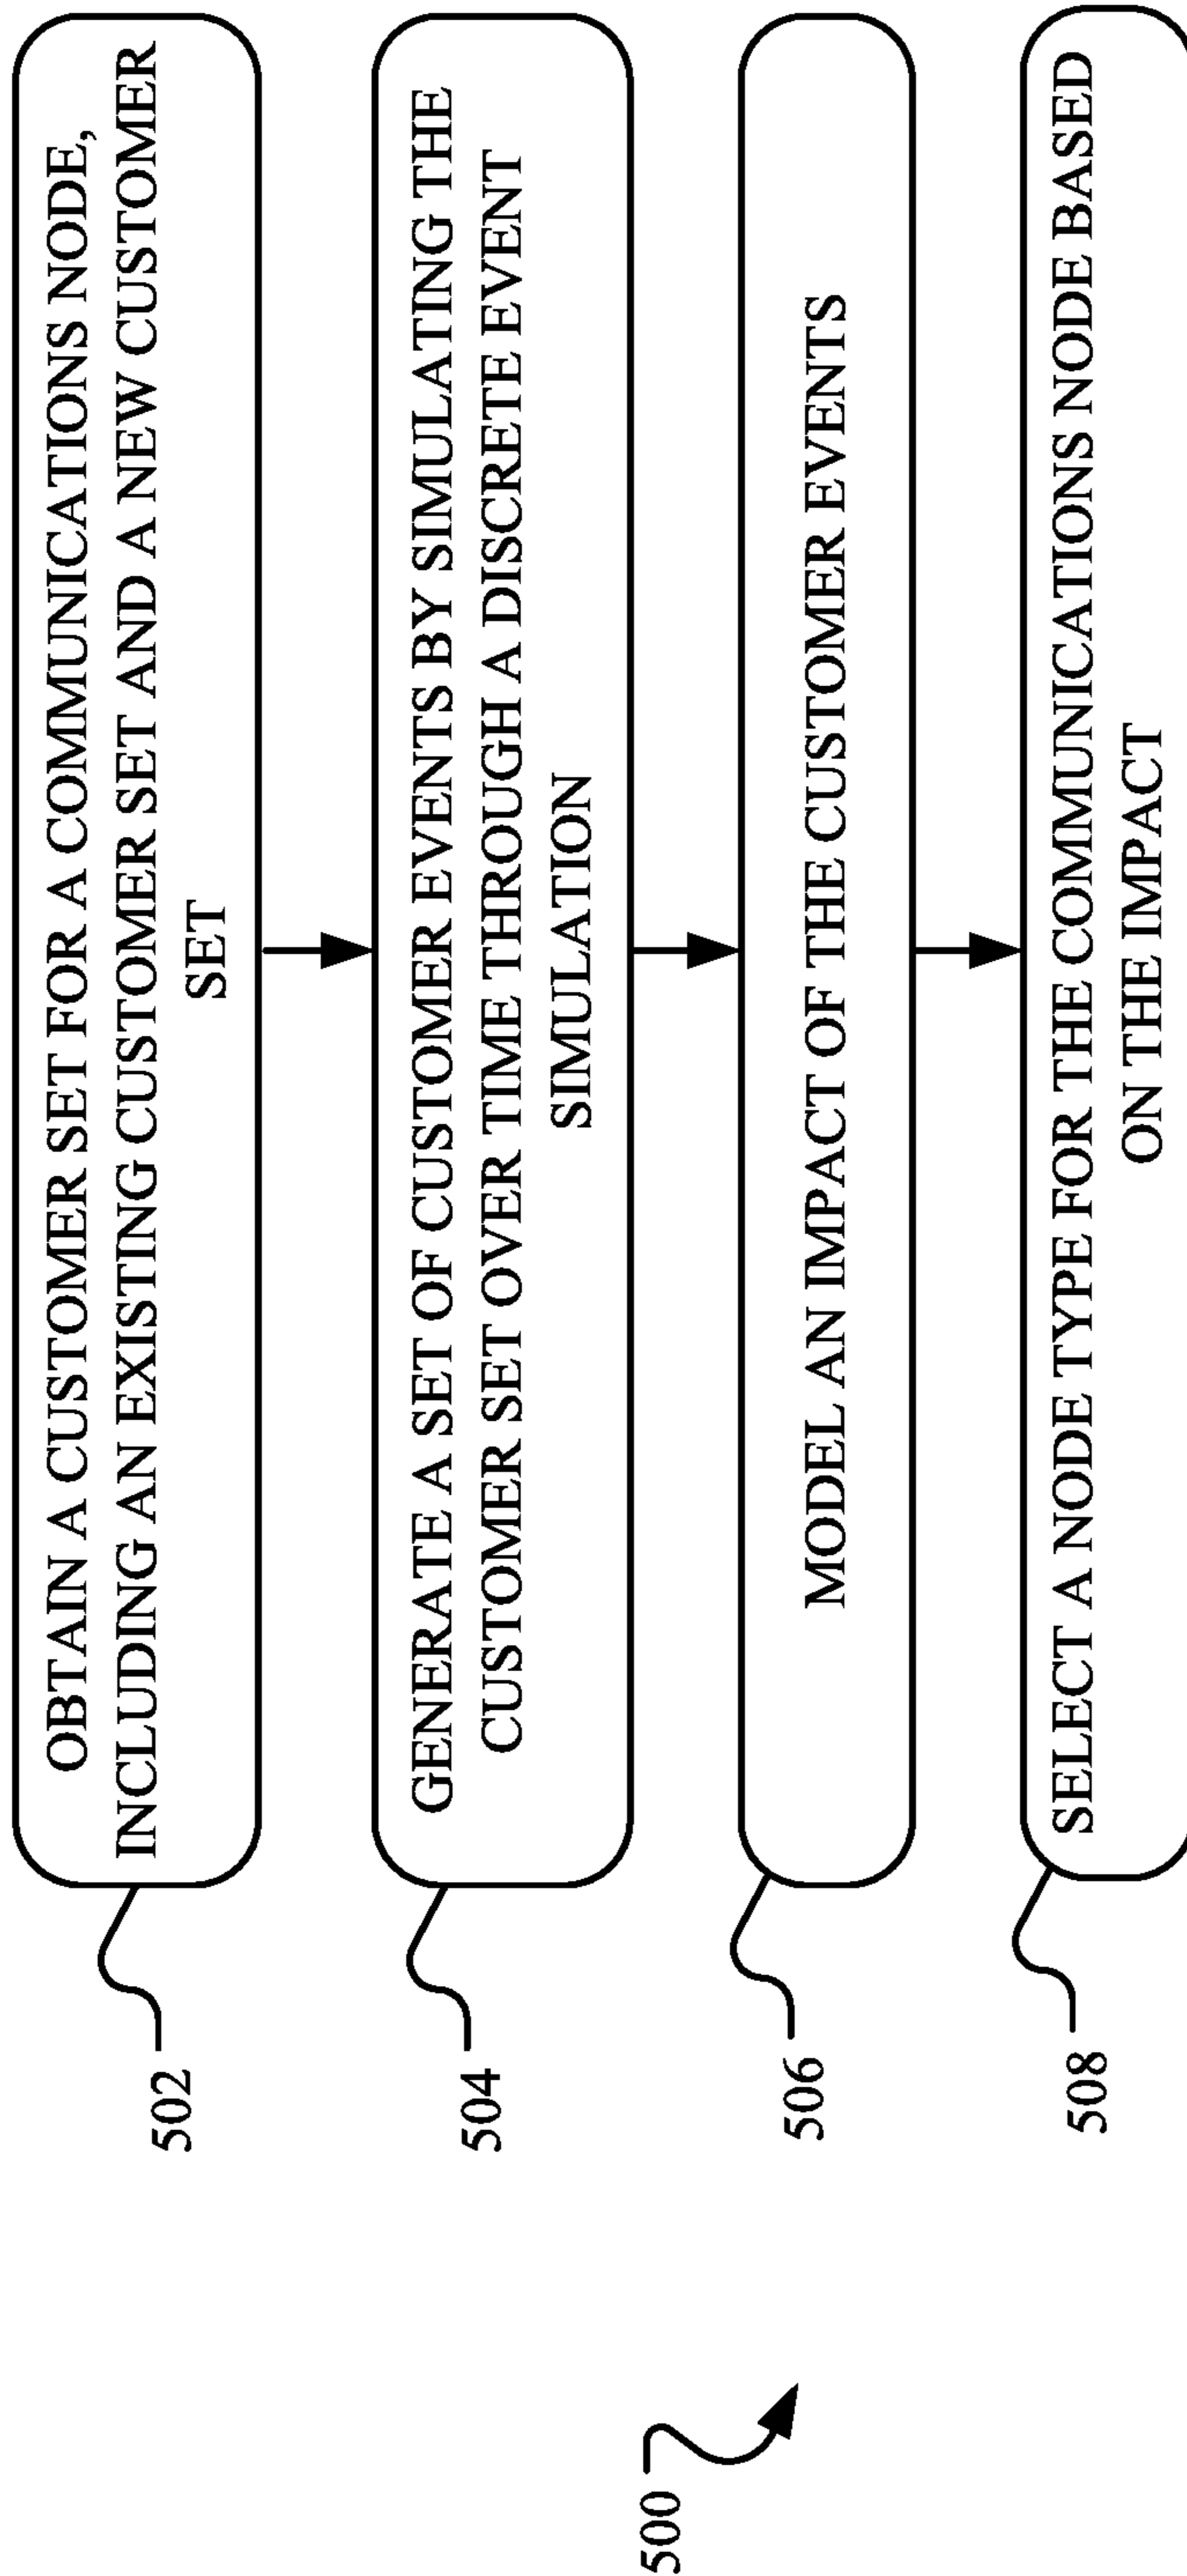 500
502
OBTAIN A CUSTOMER SET FOR A COMMUNICATIONS NODE,
INCLUDING AN EXISTING CUSTOMER SET AND A NEW CUSTOMER
SET
504
GENERATE A SET OF CUSTOMER EVENTS BY SIMULATING THE
CUSTOMER SET OVER TIME THROUGH A DISCRETE EVENT
SIMULATION
506
MODEL AN IMPACT OF THE CUSTOMER EVENTS
508
SELECT A NODE TYPE FOR THE COMMUNICATIONS NODE BASED
ON THE IMPACT